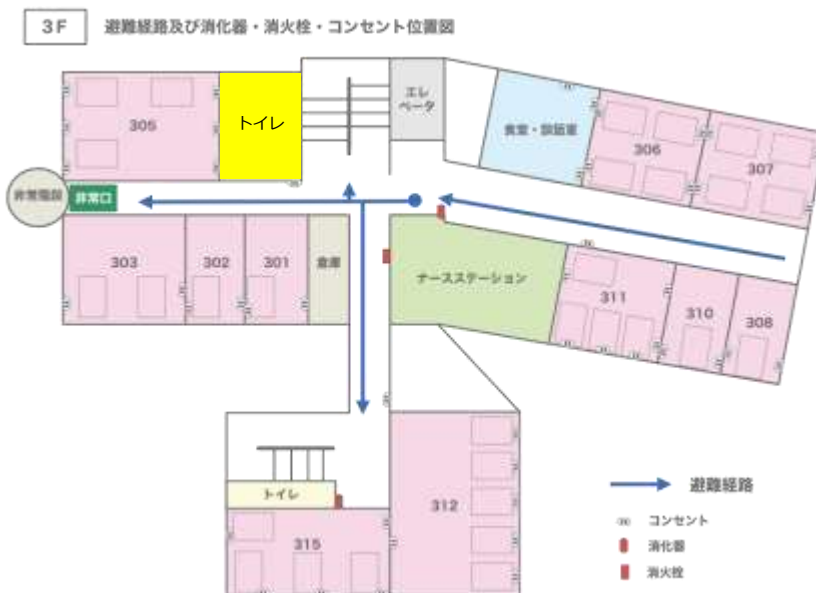 3F
避難経路及び消化器・消火栓・コンセント位置図
305
トイレ
エレ
ベータ
食堂・談話室
306
307
非常階段
非常口
303
302
301
倉庫
ナースステーション
311
310
308
トイレ
312
315
避難経路
コンセント
消化器
消火栓